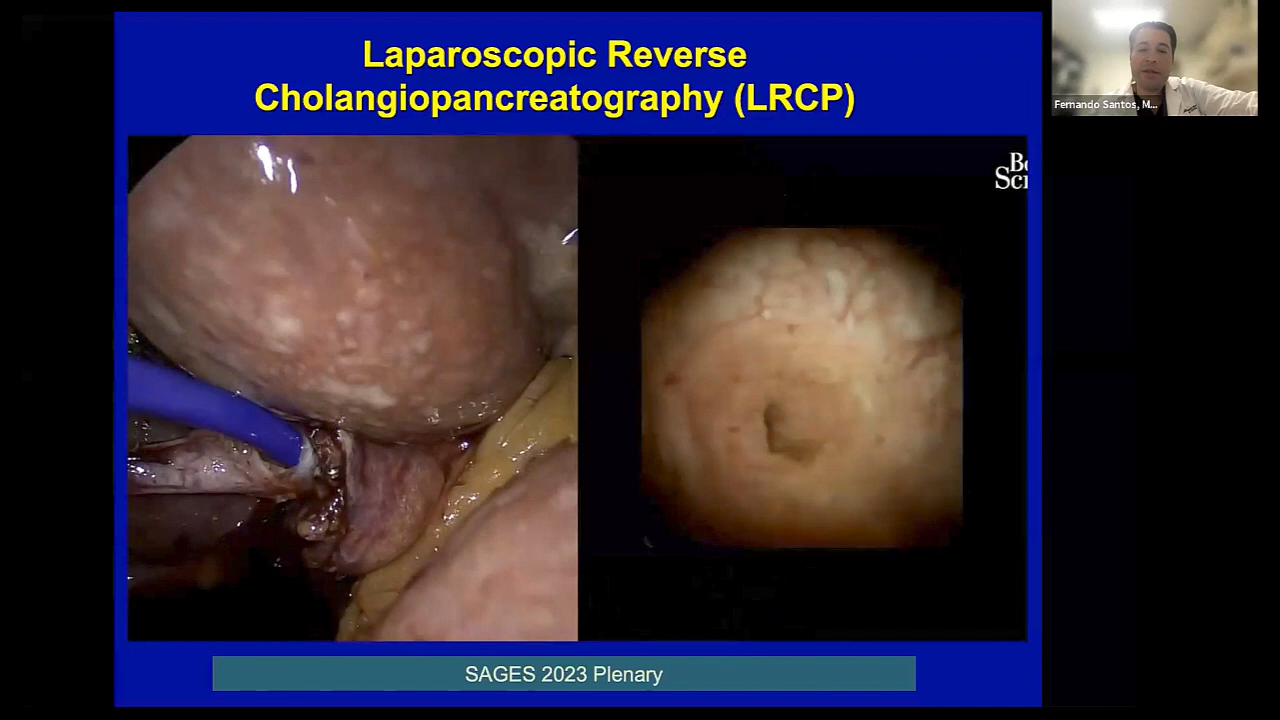 Laparoscopic Reverse
Cholangiopancreatography (LRCP)
Fernando Santos, M...
SAGES 2023 Plenary